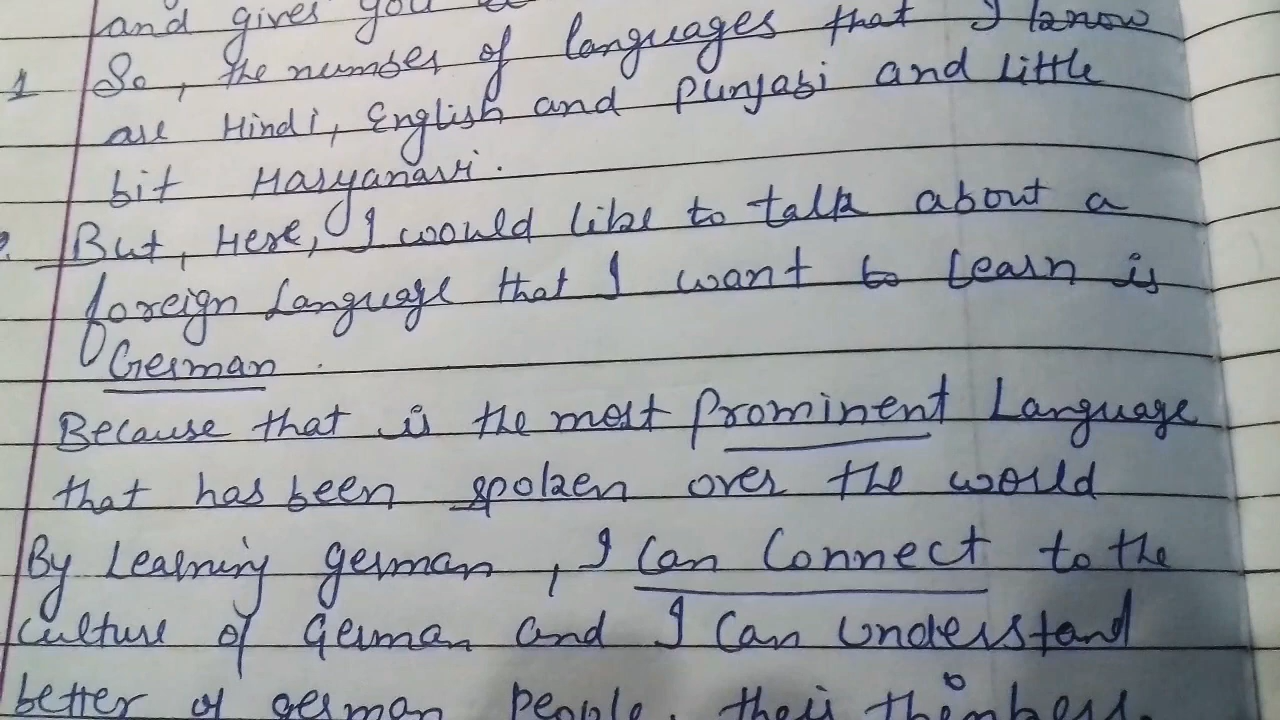 and gives you
1 So, the number of languages that I know
are Hindi, English and Punjabi and little
bit Haryanavi.
But, Here, I would like to talk about a
foreign Language that I want to learn is
German.
Because that is the most Prominent Language
that has been spoken over the world
By Learning german, I Can Connect to the
culture of German and I Can Understand
better of german people, their thinkers.